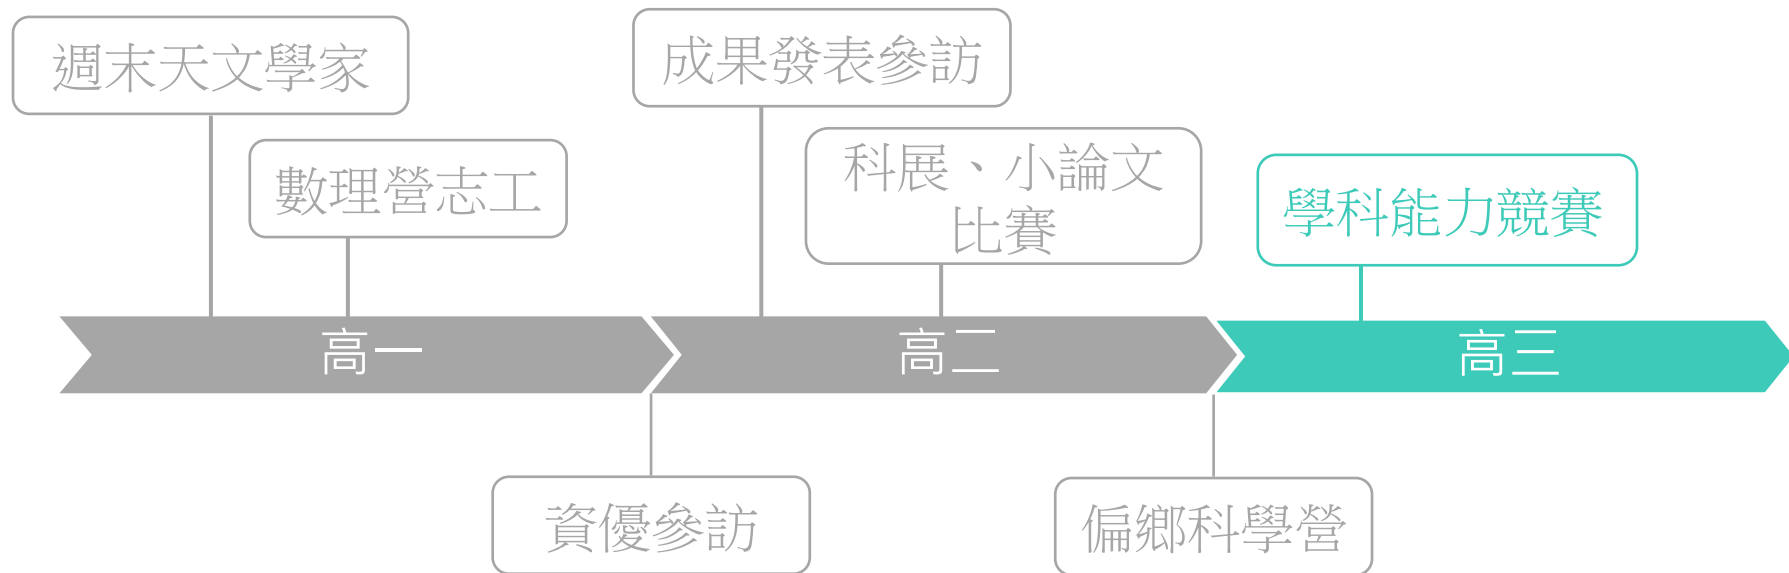 週末天文學家
成果發表參訪
數理營志工
科展、小論文
比賽
學科能力競賽
高一
高二
高三
資優參訪
偏鄉科學營